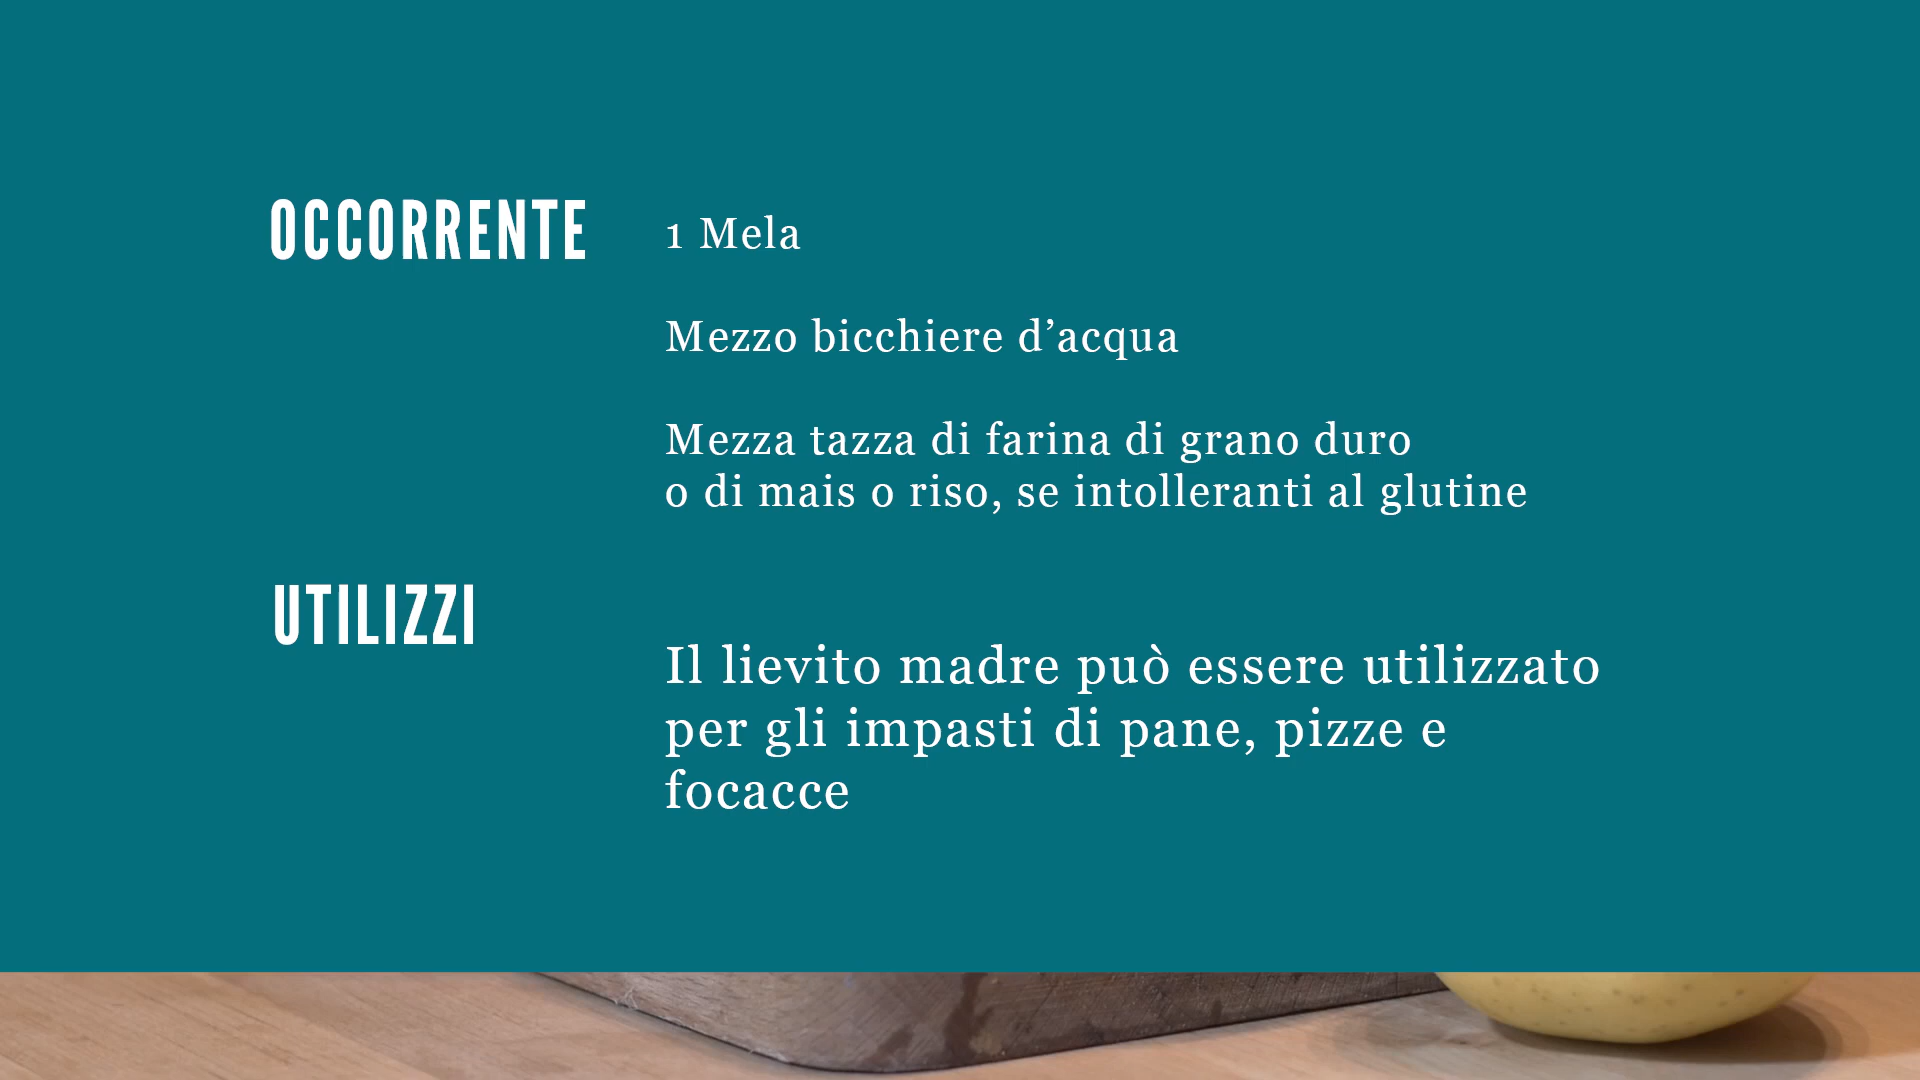 OCCORRENTE
1 Mela
Mezzo bicchiere d’acqua
Mezza tazza di farina di grano duro
o di mais o riso, se intolleranti al glutine
UTILIZZI
Il lievito madre può essere utilizzato
per gli impasti di pane, pizze e
focacce